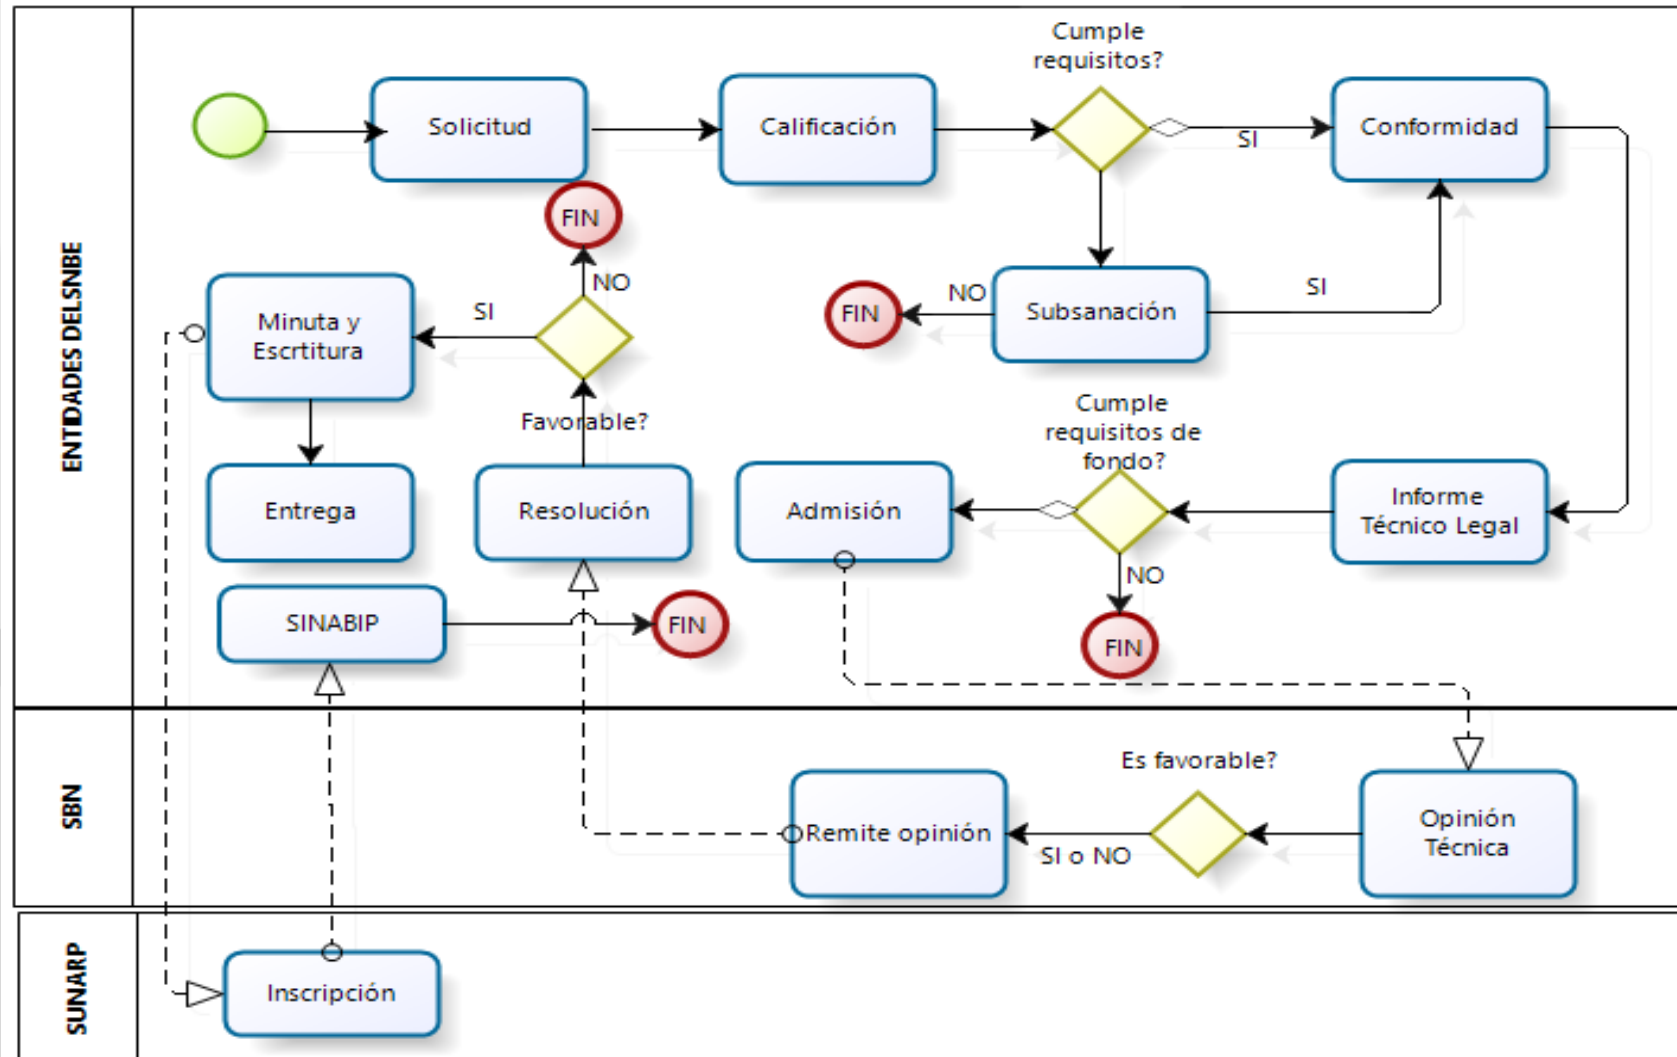 ENTIDADES DELSNBE
Cumple
requisitos?
Solicitud
Calificación
SI
Conformidad
FIN
NO
SI
Minuta y
Escrtitura
FIN
NO
Subsanación
SI
Favorable?
Cumple
requisitos de
fondo?
Entrega
Resolución
Admisión
Informe
Técnico Legal
NO
SINABIP
FIN
FIN
SBN
Es favorable?
Remite opinión
SI o NO
Opinión
Técnica
SUNARP
Inscripción